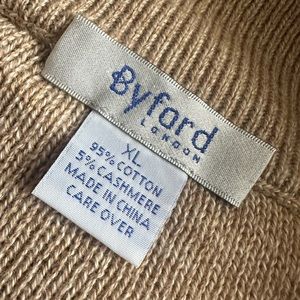 Byford
LONDON
XL
95% COTTON
5% CASHMERE
MADE IN CHINA
CARE OVER